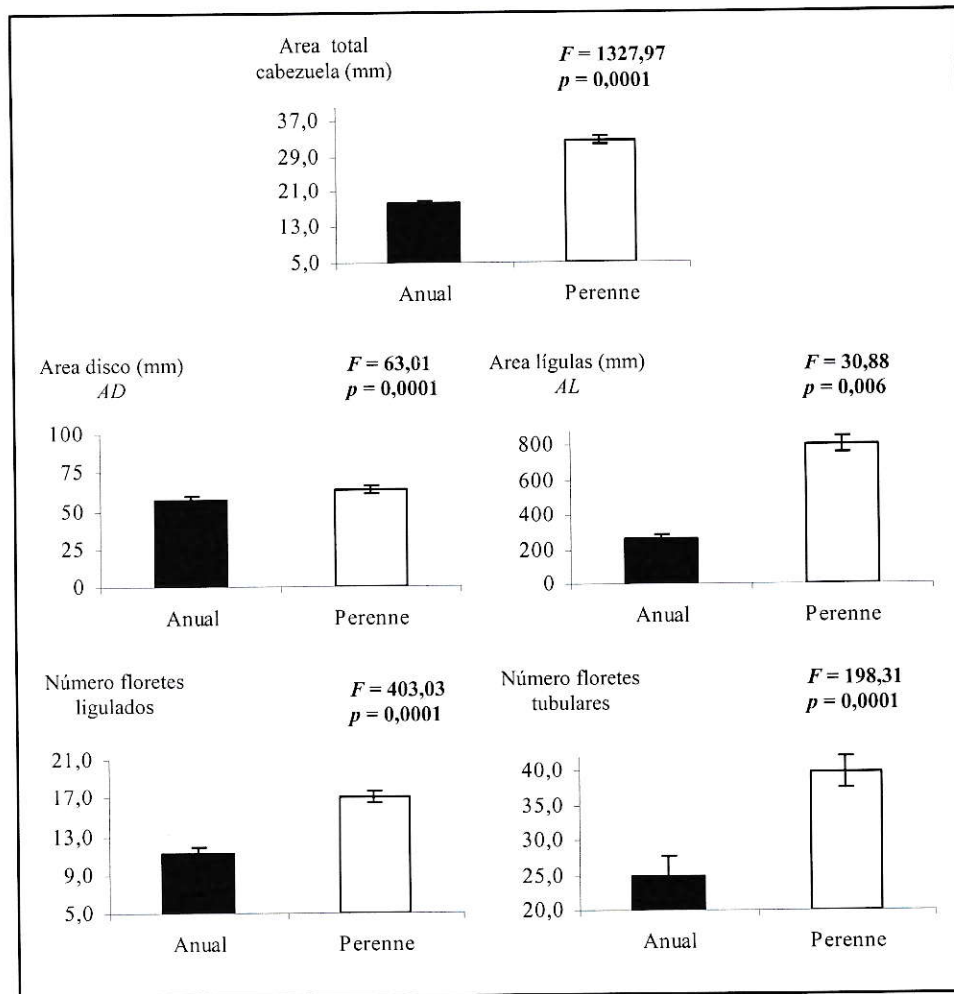 Area total
cabezuela (mm)
F = 1327,97
p = 0,0001
37,0
29,0
21,0
13,0
5,0
Anual
Perenne
Area disco (mm)
AD
F = 63,01
p = 0,0001
100
75
50
25
0
Anual
Perenne
Area lígulas (mm)
AL
F = 30,88
p = 0,006
800
600
400
200
0
Anual
Perenne
Número floretes
ligulados
F = 403,03
p = 0,0001
21,0
17,0
13,0
9,0
5,0
Anual
Perenne
Número floretes
tubulares
F = 198,31
p = 0,0001
40,0
35,0
30,0
25,0
20,0
Anual
Perenne